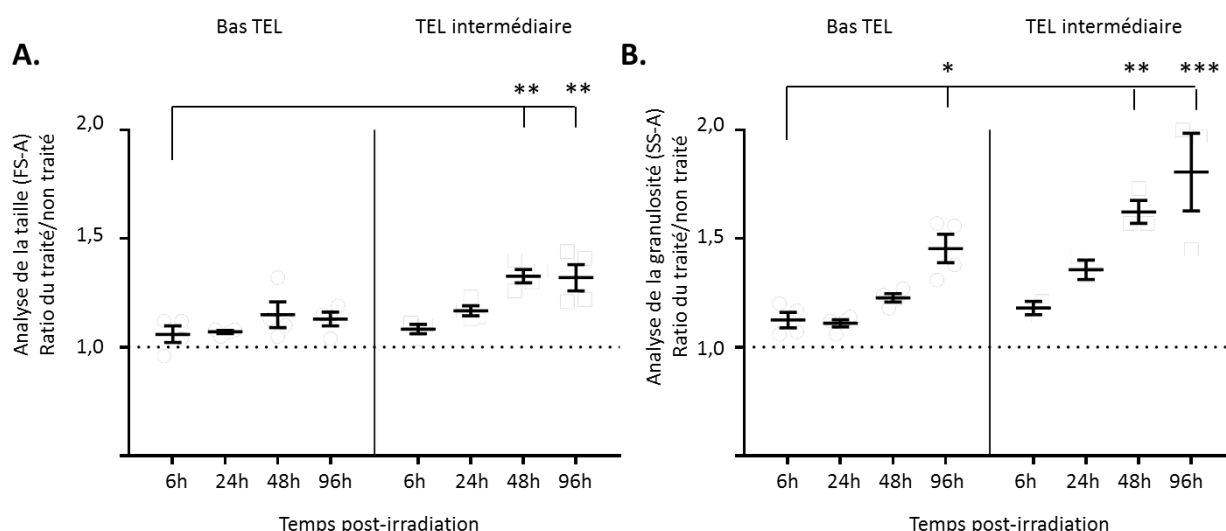 A.
Bas TEL
TEL intermédiaire
** **
Analyse de la taille (FS-A)
Ratio du traité/non traité
2,0
1,5
1,0
6h 24h 48h 96h 6h 24h 48h 96h
Temps post-irradiation
B.
Bas TEL
TEL intermédiaire
* ** ***
Analyse de la granulosité (SS-A)
Ratio du traité/non traité
2,0
1,5
1,0
6h 24h 48h 96h 6h 24h 48h 96h
Temps post-irradiation